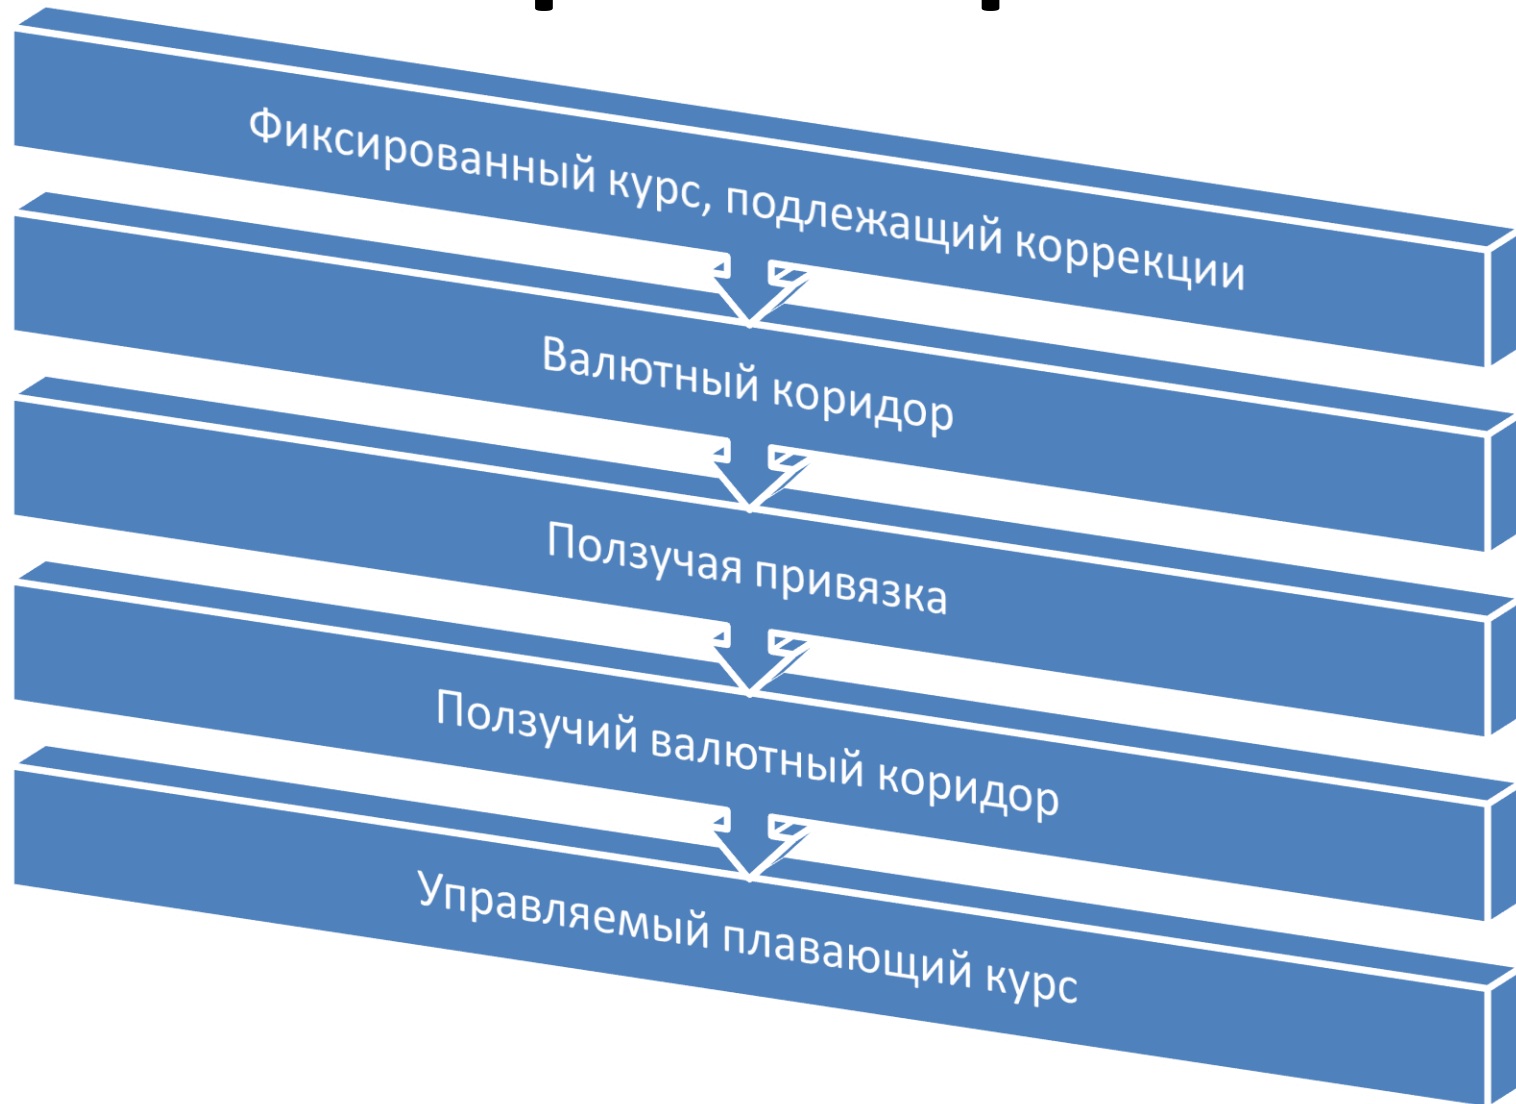 Фиксированный курс, подлежащий коррекции
Валютный коридор
Ползучая привязка
Ползучий валютный коридор
Управляемый плавающий курс